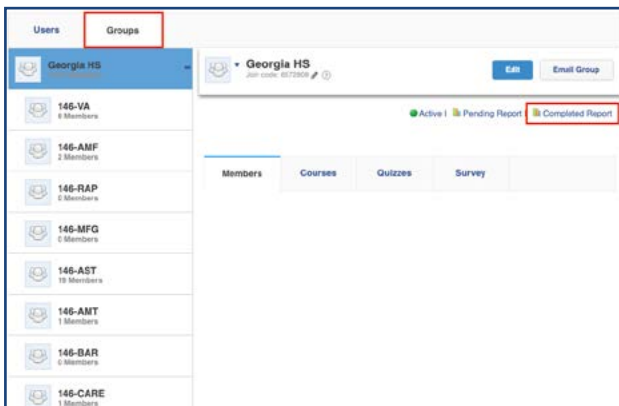 Users Groups
Georgia HS
146-VA
6 Members
146-AMF
2 Members
146-RAP
0 Members
146-MFG
0 Members
146-AST
19 Members
146-AMT
1 Members
146-BAR
0 Members
146-CARE
1 Members
Georgia HS
Join code:
Edit Email Group
Active | Pending Report | Completed Report
Members Courses Quizzes Survey